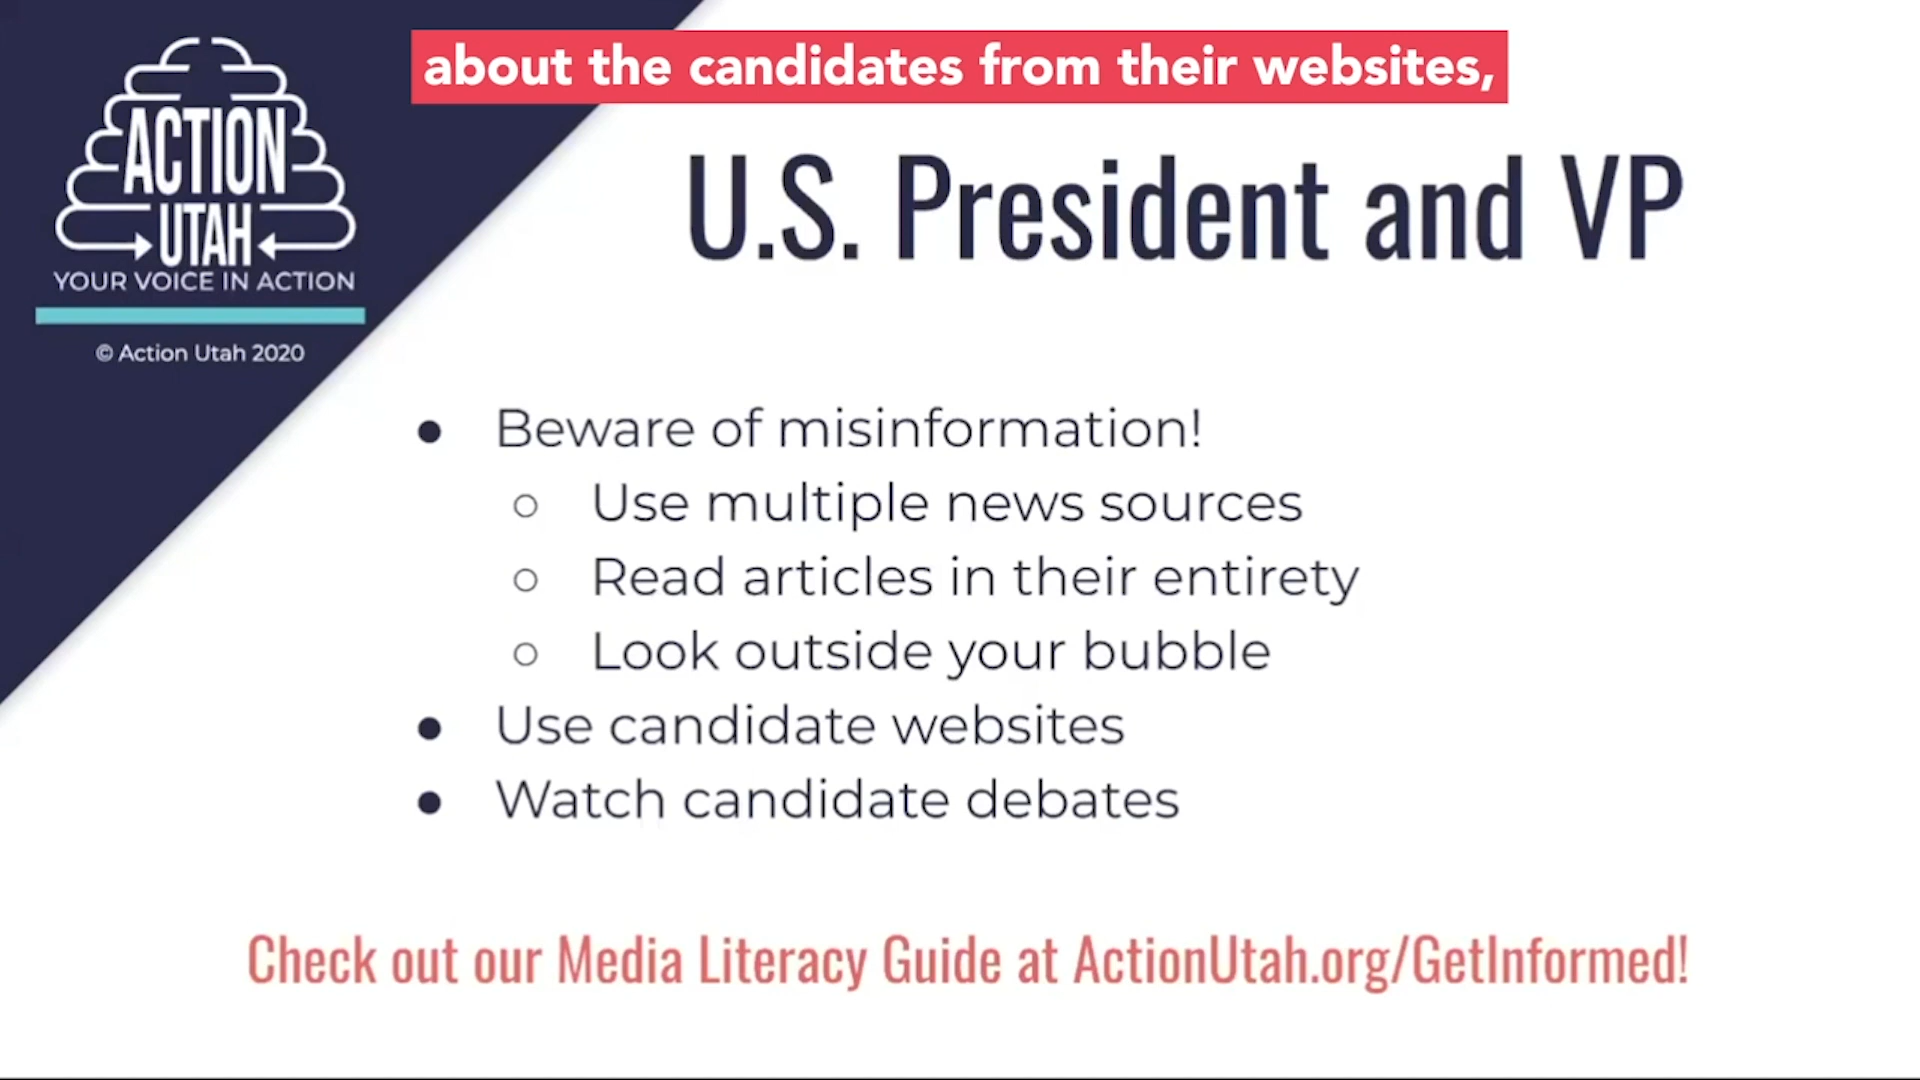 about the candidates from their websites,
ACTION
UTAH
YOUR VOICE IN ACTION
© Action Utah 2020
U.S. President and VP
● Beware of misinformation!
○ Use multiple news sources
○ Read articles in their entirety
○ Look outside your bubble
● Use candidate websites
● Watch candidate debates
Check out our Media Literacy Guide at ActionUtah.org/GetInformed!